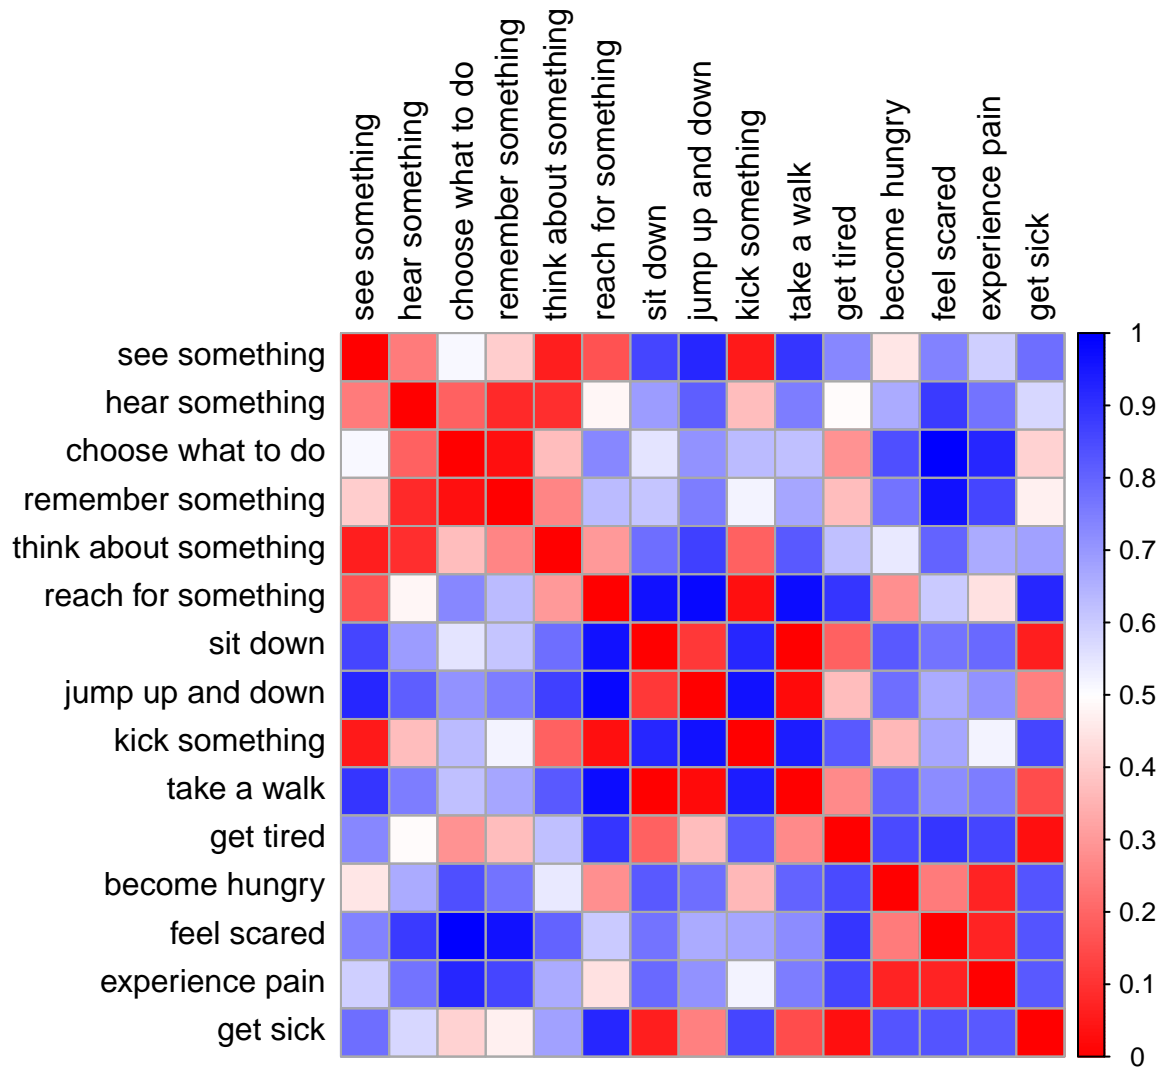 see something
hear something
choose what to do
remember something
think about something
reach for something
sit down
jump up and down
kick something
take a walk
get tired
become hungry
feel scared
experience pain
get sick
see something
hear something
choose what to do
remember something
think about something
reach for something
sit down
jump up and down
kick something
take a walk
get tired
become hungry
feel scared
experience pain
get sick
1
0.9
0.8
0.7
0.6
0.5
0.4
0.3
0.2
0.1
0